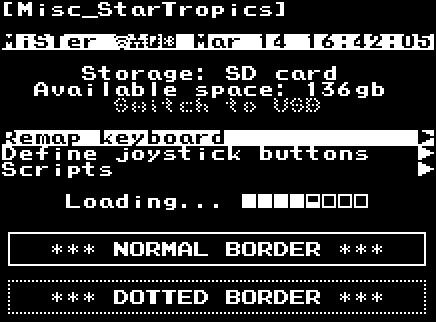 [Misc_StarTropics]
MiSTer Mar 14 16:42:05
Storage: SD card
Available space: 136gb
Switch to USB
Remap keyboard ►
Define joystick buttons ►
Scripts ►
Loading...
*** NORMAL BORDER ***
*** DOTTED BORDER ***